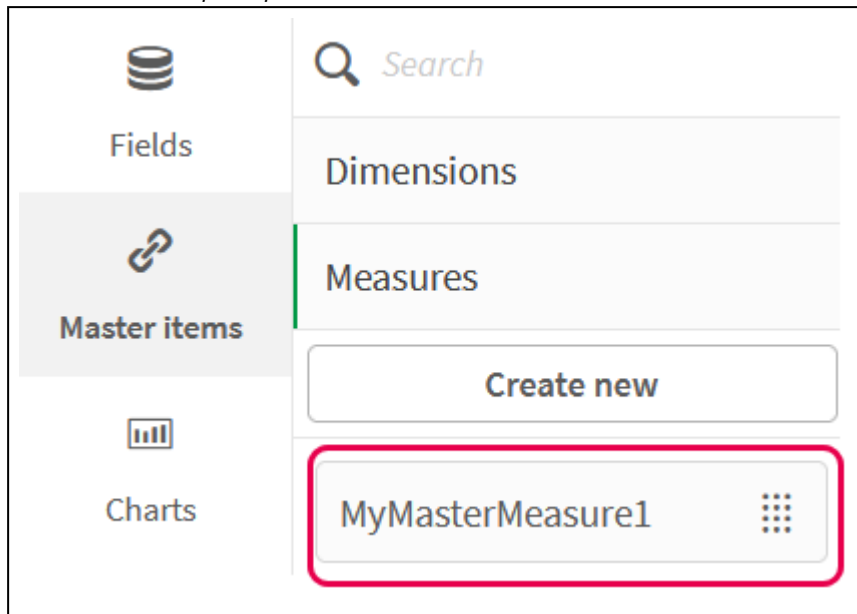 Fields
Master items
Charts
Search
Dimensions
Measures
Create new
MyMasterMeasure1